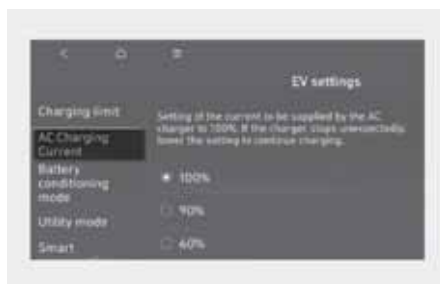 EV settings
Charging limit
AC Charging
Current
Battery
conditioning
mode
Utility mode
Smart
Setting of the current to be supplied by the AC
charger to 100%. If the charger stops unexpectedly,
lower the setting to continue charging.
100%
90%
60%